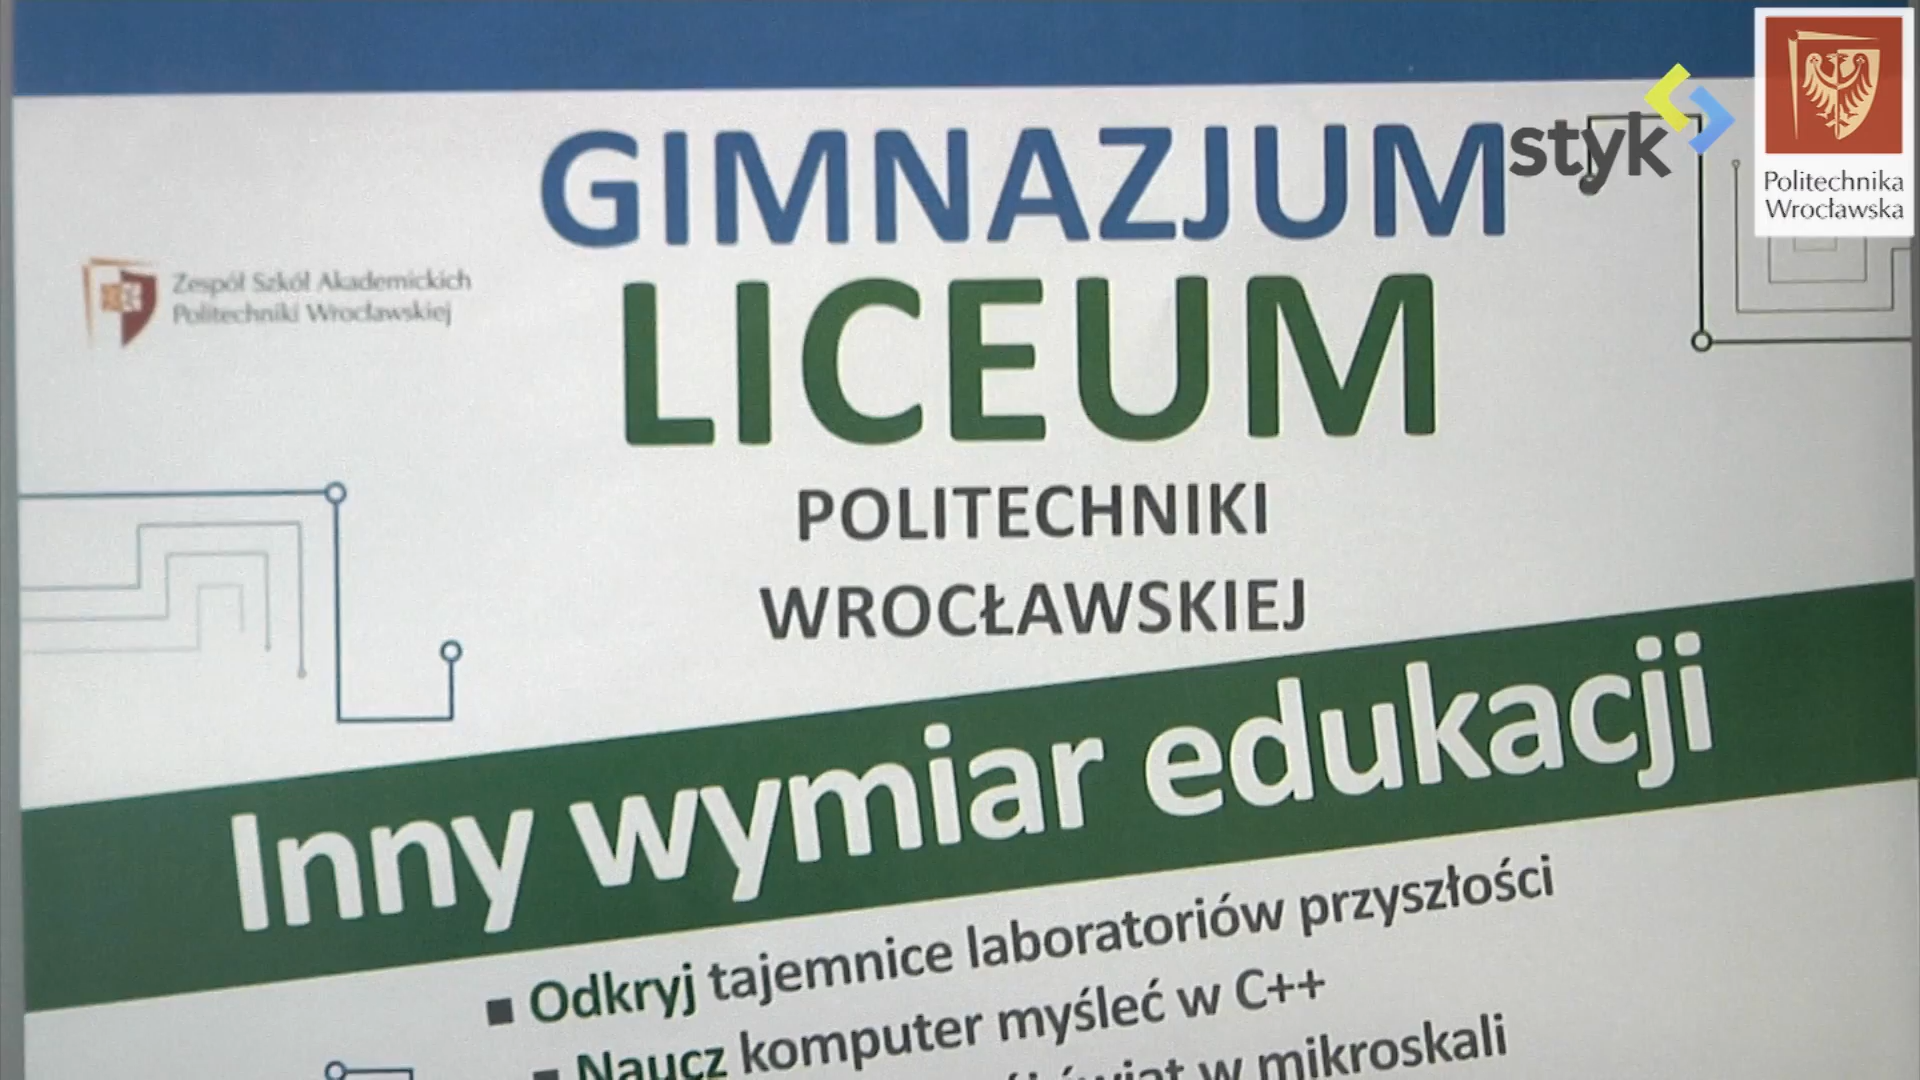 GIMNAZJUM
styk
Politechnika
Wrocławska
Zespół Szkół Akademickich
Politechniki Wrocławskiej
LICEUM
POLITECHNIKI
WROCŁAWSKIEJ
Inny wymiar edukacji
▪ Odkryj tajemnice laboratoriów przyszłości
▪ Naucz komputer myśleć w C++
świat w mikroskali